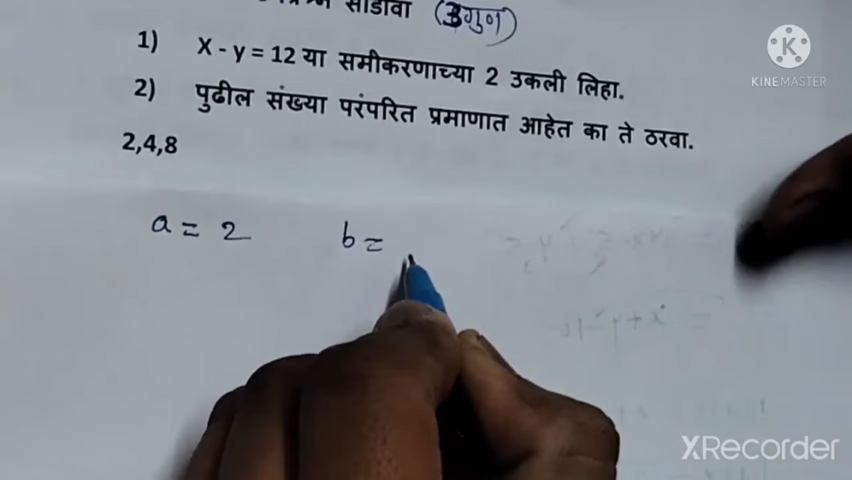 सोडवा (3गुण)
1) X - y = 12 या समीकरणाच्या 2 उकली लिहा.
2) पुढील संख्या परंपरित प्रमाणात आहेत का ते ठरवा.
2,4,8
a = 2 b =
K
KINEMASTER
XRecorder